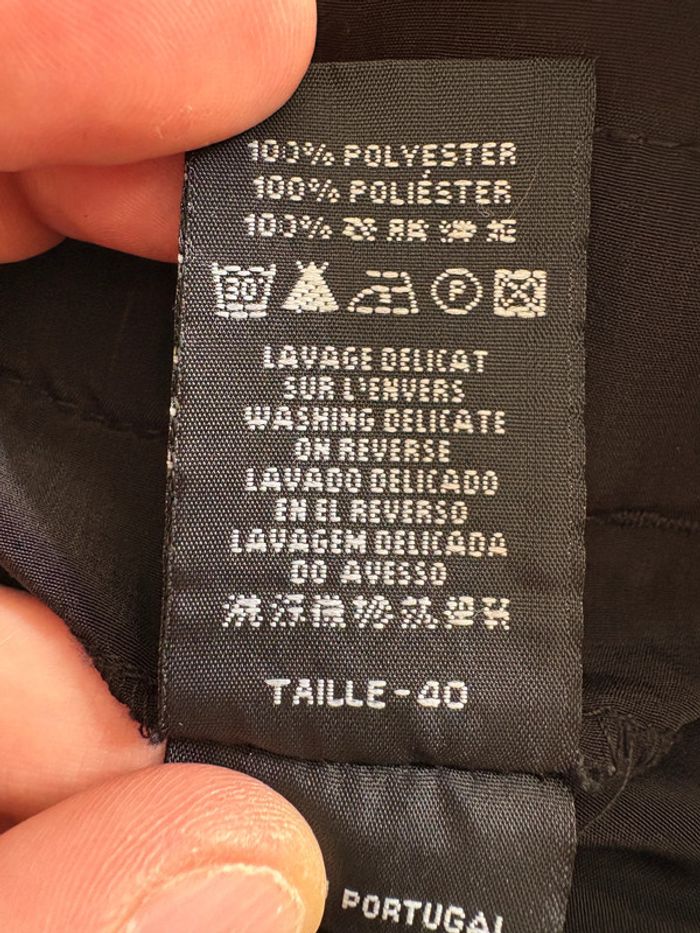 100% POLYESTER
100% POLIÉSTER
100%
30°
P
LAVAGE DELICAT
SUR L'ENVERS
WASHING DELICATE
ON REVERSE
LAVADO DELICADO
EN EL REVERSO
LAVAGEM DELICADA
DO AVESSO
TAILLE - 40
PORTUGAL